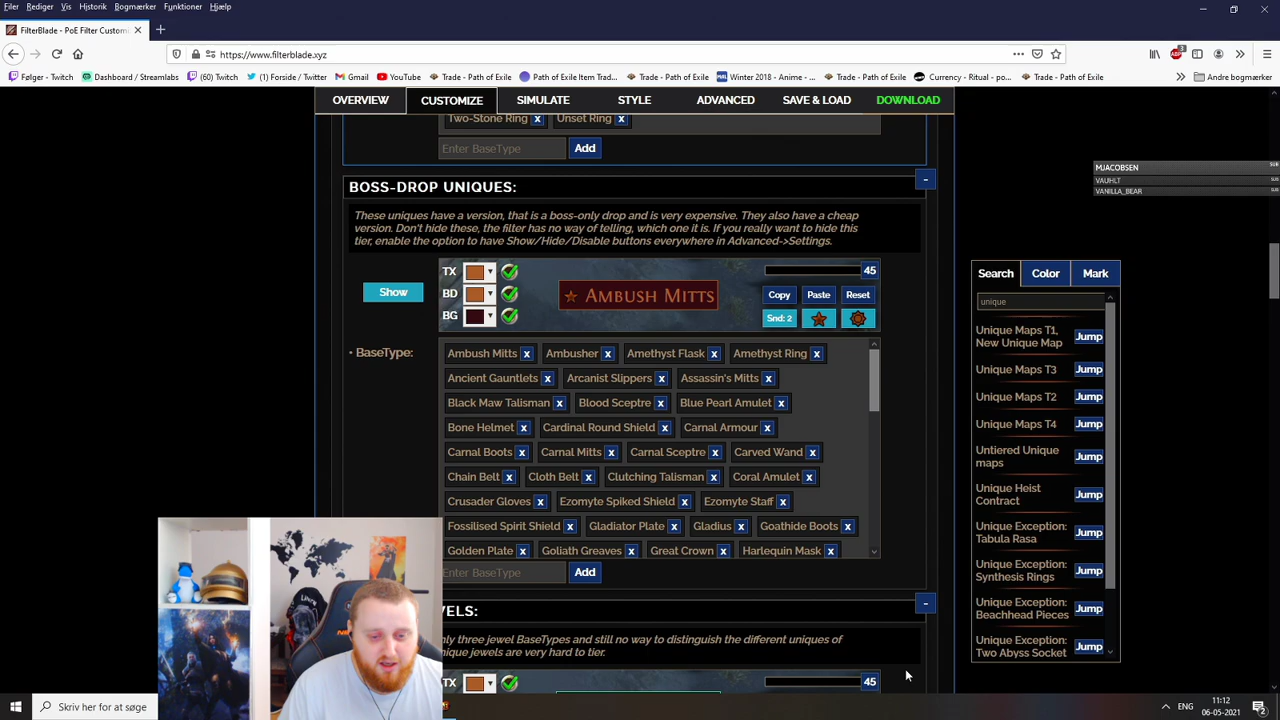 Filer Rediger Vis Historik Bogmærker Funktioner Hjælp
FilterBlade - PoE Filter Customi
https://www.filterblade.xyz
3
Følger - Twitch Dashboard / Streamlabs (60) Twitch (1) Forside / Twitter Gmail YouTube Trade - Path of Exile Path of Exile Item Trad... Trade - Path of Exile Winter 2018 - Anime - ... Trade - Path of Exile Currency - Ritual - po... Trade - Path of Exile Andre bogmærker
OVERVIEW CUSTOMIZE SIMULATE STYLE ADVANCED SAVE & LOAD DOWNLOAD
Two-Stone Ring x Unset Ring x
Enter BaseType Add
MJACOBSEN SUB
VAUHLT SUB
VANILLA_BEAR SUB
BOSS-DROP UNIQUES: -
These uniques have a version, that is a boss-only drop and is very expensive. They also have a cheap
version. Don't hide these, the filter has no way of telling, which one it is. If you really want to hide this
tier, enable the option to have Show/Hide/Disable buttons everywhere in Advanced->Settings.
Show
TX 45
BD Ambush Mitts Copy Paste Reset
BG Snd: 2
• BaseType:
Ambush Mitts x Ambusher x Amethyst Flask x Amethyst Ring x
Ancient Gauntlets x Arcanist Slippers x Assassin's Mitts x
Black Maw Talisman x Blood Sceptre x Blue Pearl Amulet x
Bone Helmet x Cardinal Round Shield x Carnal Armour x
Carnal Boots x Carnal Mitts x Carnal Sceptre x Carved Wand x
Chain Belt x Cloth Belt x Clutching Talisman x Coral Amulet x
Crusader Gloves x Ezomyte Spiked Shield x Ezomyte Staff x
Fossilised Spirit Shield x Gladiator Plate x Gladius x Goathide Boots x
Golden Plate x Goliath Greaves x Great Crown x Harlequin Mask x
Enter BaseType Add
VELS: -
nly three jewel BaseTypes and still no way to distinguish the different uniques of
nique jewels are very hard to tier.
TX 45
Search Color Mark
unique
Unique Maps T1,
New Unique Map Jump
Unique Maps T3 Jump
Unique Maps T2 Jump
Unique Maps T4 Jump
Untiered Unique
maps Jump
Unique Heist
Contract Jump
Unique Exception:
Tabula Rasa Jump
Unique Exception:
Synthesis Rings Jump
Unique Exception:
Beachhead Pieces Jump
Unique Exception:
Two Abyss Socket Jump
Skriv her for at søge
ENG
11:12
06-05-2021
2